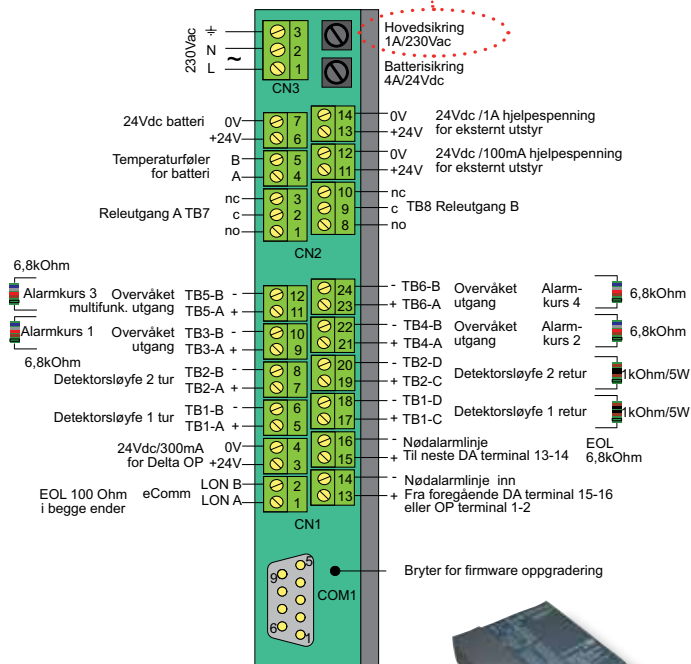 230Vac
N
L
~
3
2
1
CN3
Hovedsikring
1A/230Vac
Batterisikring
4A/24Vdc
24Vdc batteri 0V
+24V
7
6
14
13
0V
+24V
24Vdc /1A hjelpespenning
for eksternt utstyr
Temperaturføler
for batteri
B
A
5
4
12
11
0V
+24V
24Vdc /100mA hjelpespenning
for eksternt utstyr
Releutgang A TB7
nc
c
no
3
2
1
10
9
8
nc
c TB8 Releutgang B
no
CN2
6,8kOhm
Alarmkurs 3 Overvåket
multifunk. utgang
TB5-B -
TB5-A +
12
11
24
23
- TB6-B
+ TB6-A
Overvåket
utgang
Alarm-
kurs 4
6,8kOhm
Alarmkurs 1 Overvåket
utgang
6,8kOhm
TB3-B -
TB3-A +
10
9
22
21
- TB4-B
+ TB4-A
Overvåket
utgang
Alarm-
kurs 2
6,8kOhm
Detektorsløyfe 2 tur
TB2-B -
TB2-A +
8
7
20
19
- TB2-D
+ TB2-C
Detektorsløyfe 2 retur
1kOhm/5W
Detektorsløyfe 1 tur
TB1-B -
TB1-A +
6
5
18
17
- TB1-D
+ TB1-C
Detektorsløyfe 1 retur
1kOhm/5W
24Vdc/300mA
for Delta OP
0V
+24V
4
3
16
15
- Nødalarmlinje
+ Til neste DA terminal 13-14
EOL
6,8kOhm
EOL 100 Ohm
i begge ender
eComm
LON B
LON A
2
1
14
13
- Nødalarmlinje inn
+ Fra foregående DA terminal 15-16
eller OP terminal 1-2
CN1
5
9
6
1
COM1
Bryter for firmware oppgradering